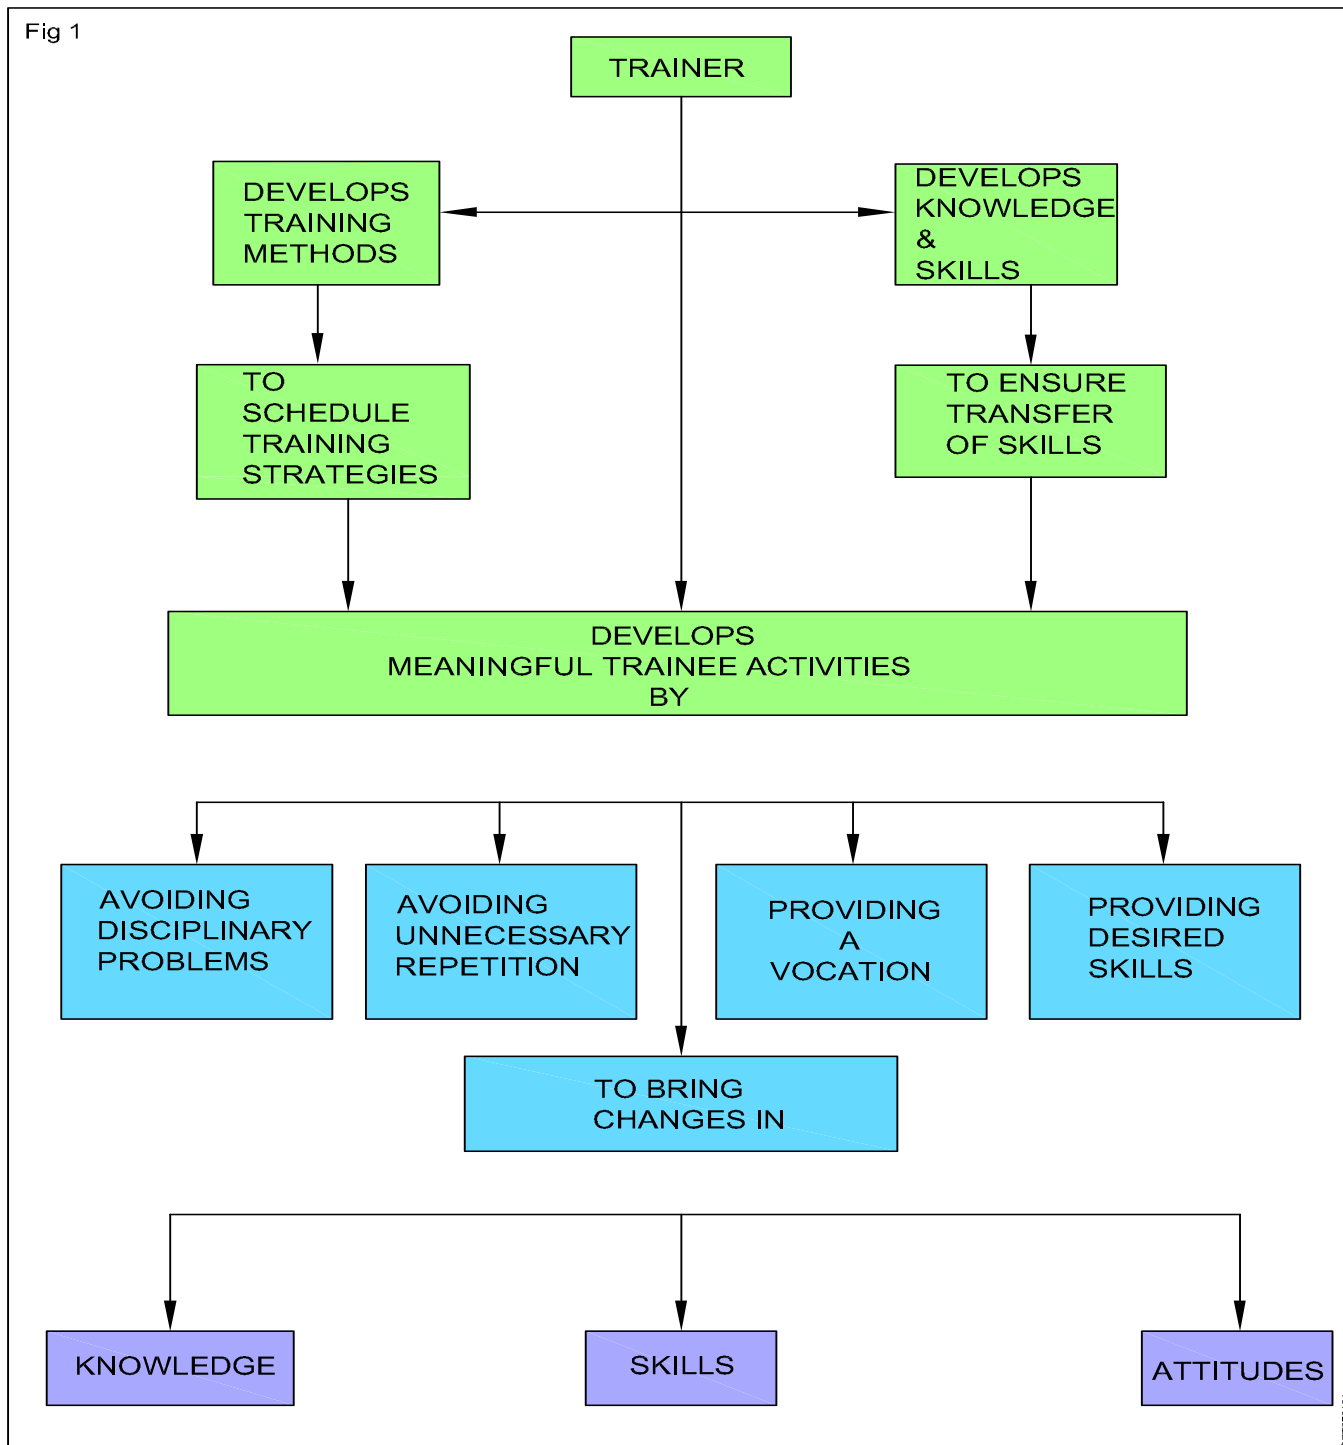 Fig 1
TRAINER
DEVELOPS
TRAINING
METHODS
DEVELOPS
KNOWLEDGE
&
SKILLS
TO
SCHEDULE
TRAINING
STRATEGIES
TO ENSURE
TRANSFER
OF SKILLS
DEVELOPS
MEANINGFUL TRAINEE ACTIVITIES
BY
AVOIDING
DISCIPLINARY
PROBLEMS
AVOIDING
UNNECESSARY
REPETITION
PROVIDING
A
VOCATION
PROVIDING
DESIRED
SKILLS
TO BRING
CHANGES IN
KNOWLEDGE
SKILLS
ATTITUDES